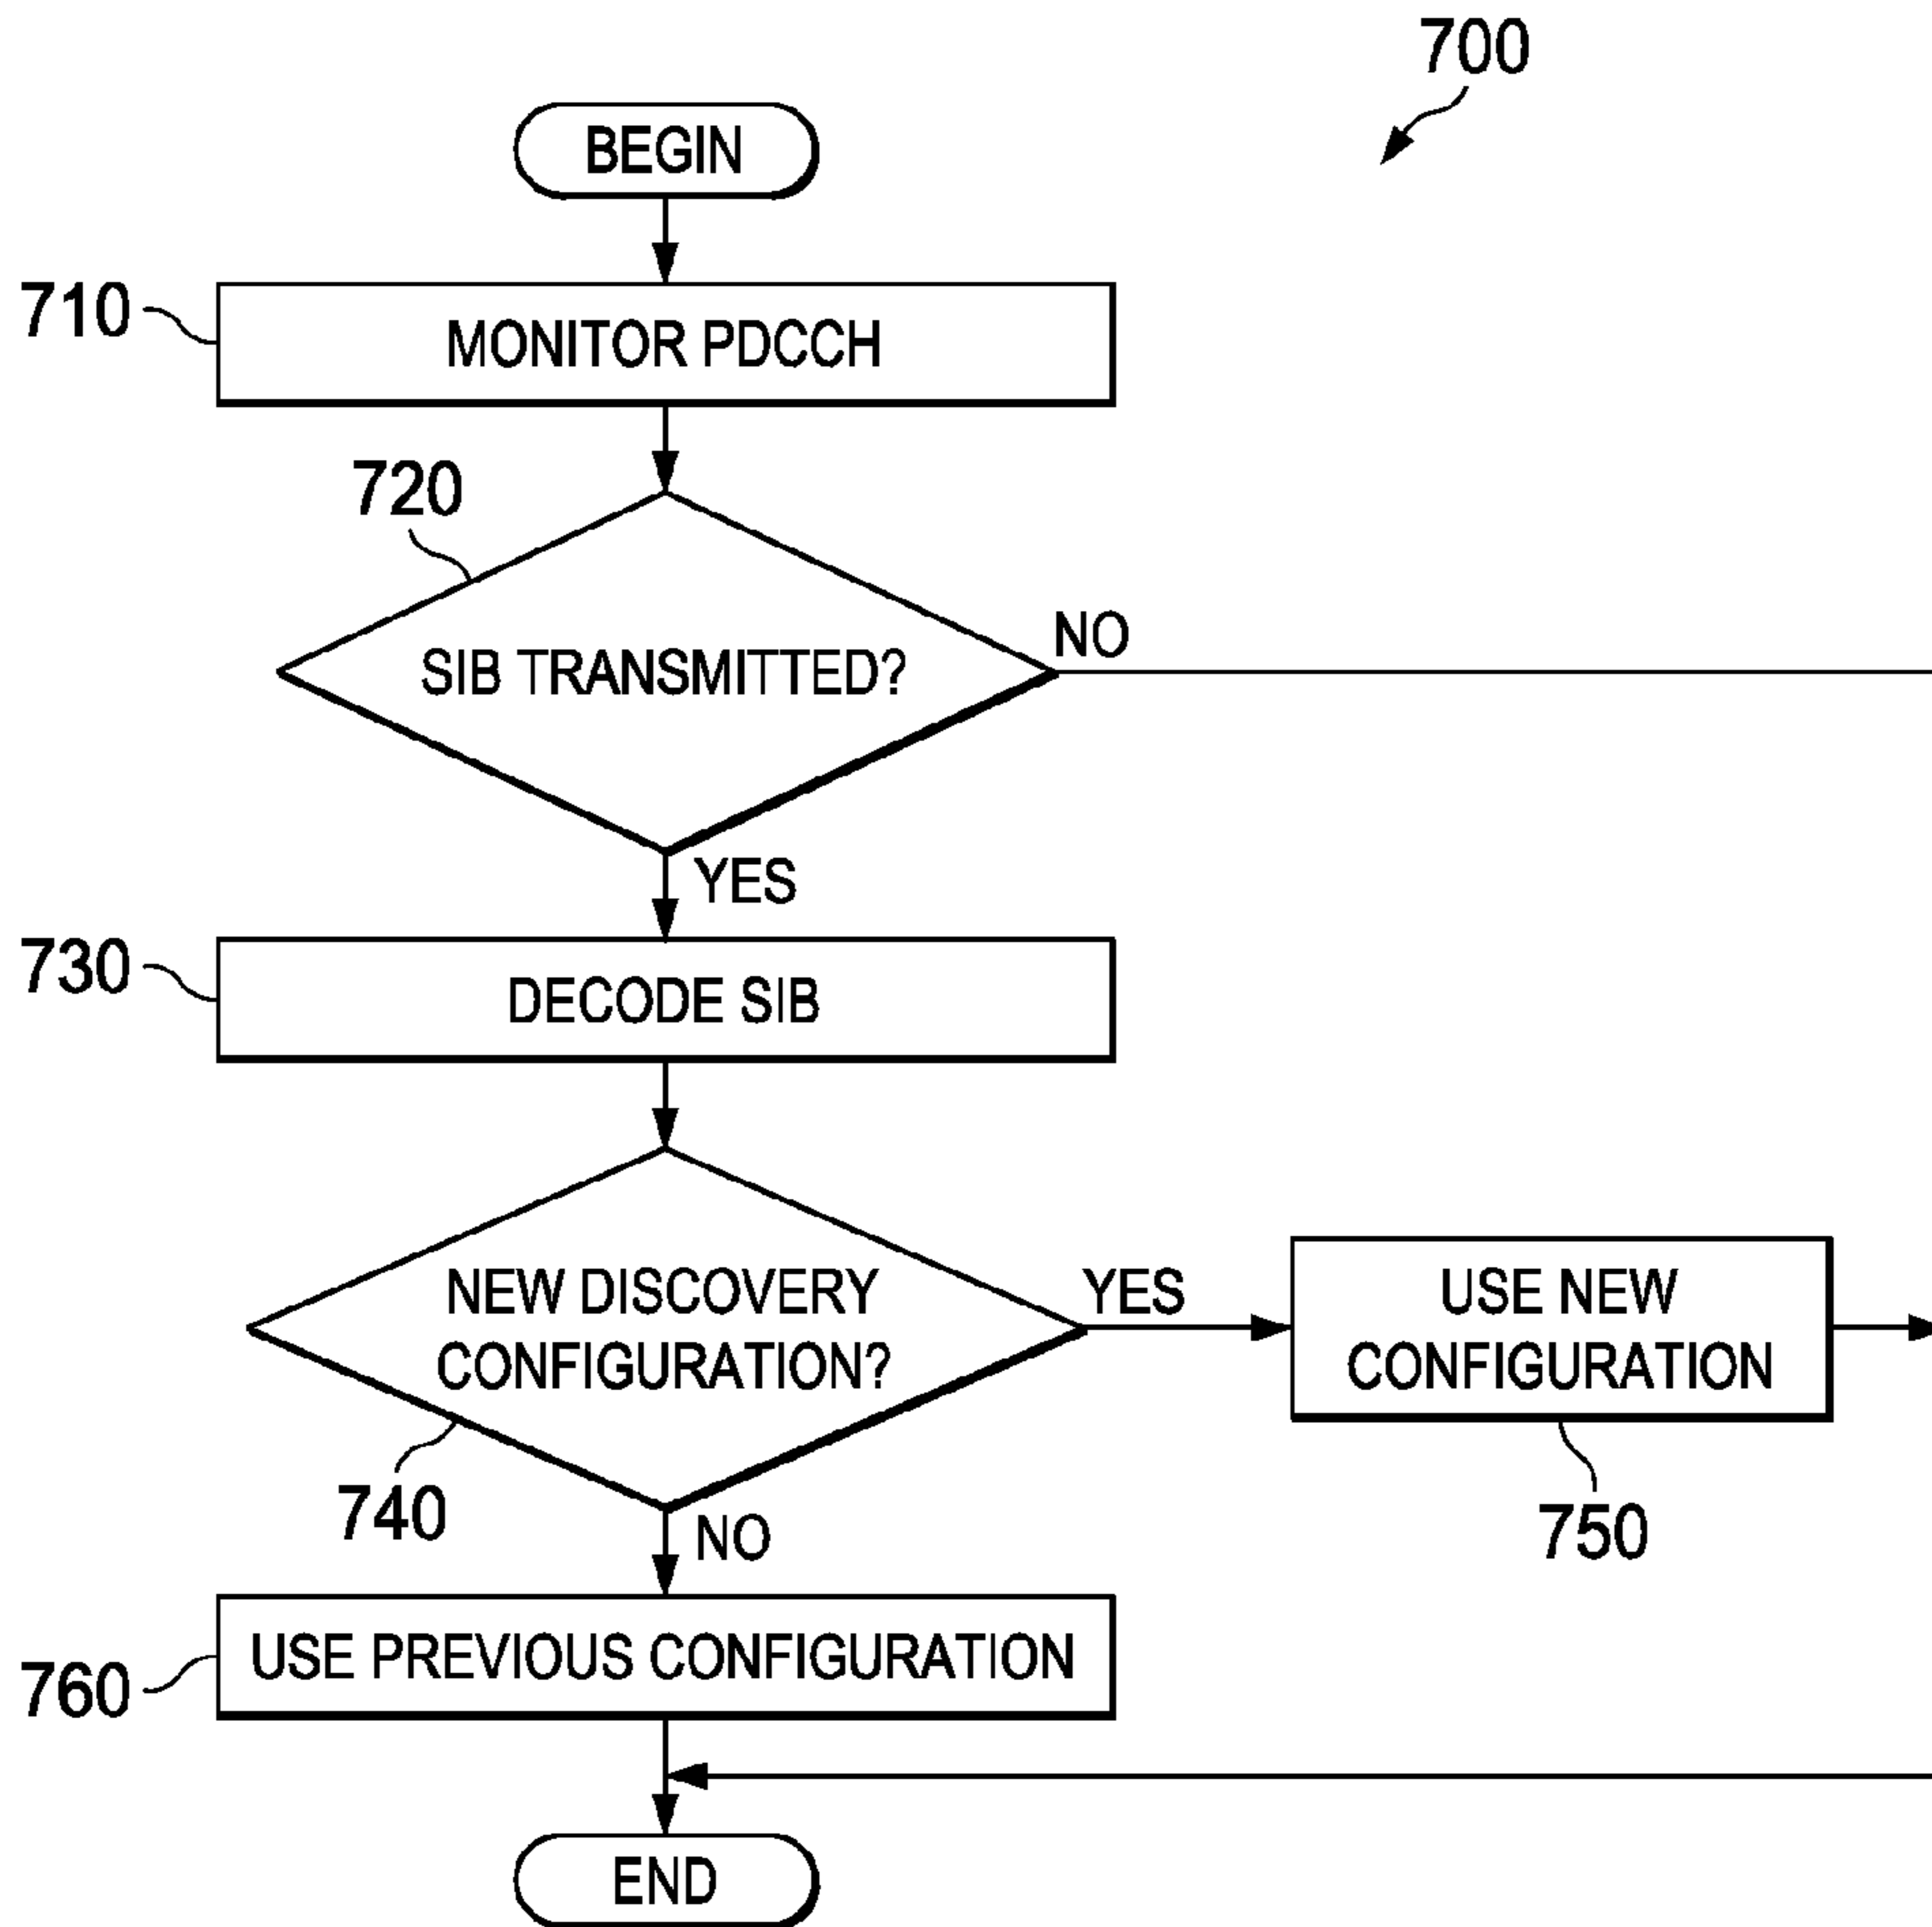 700
BEGIN
710
MONITOR PDCCH
720
SIB TRANSMITTED?
NO
YES
730
DECODE SIB
NEW DISCOVERY
CONFIGURATION?
YES
USE NEW
CONFIGURATION
740
750
NO
USE PREVIOUS CONFIGURATION
760
END